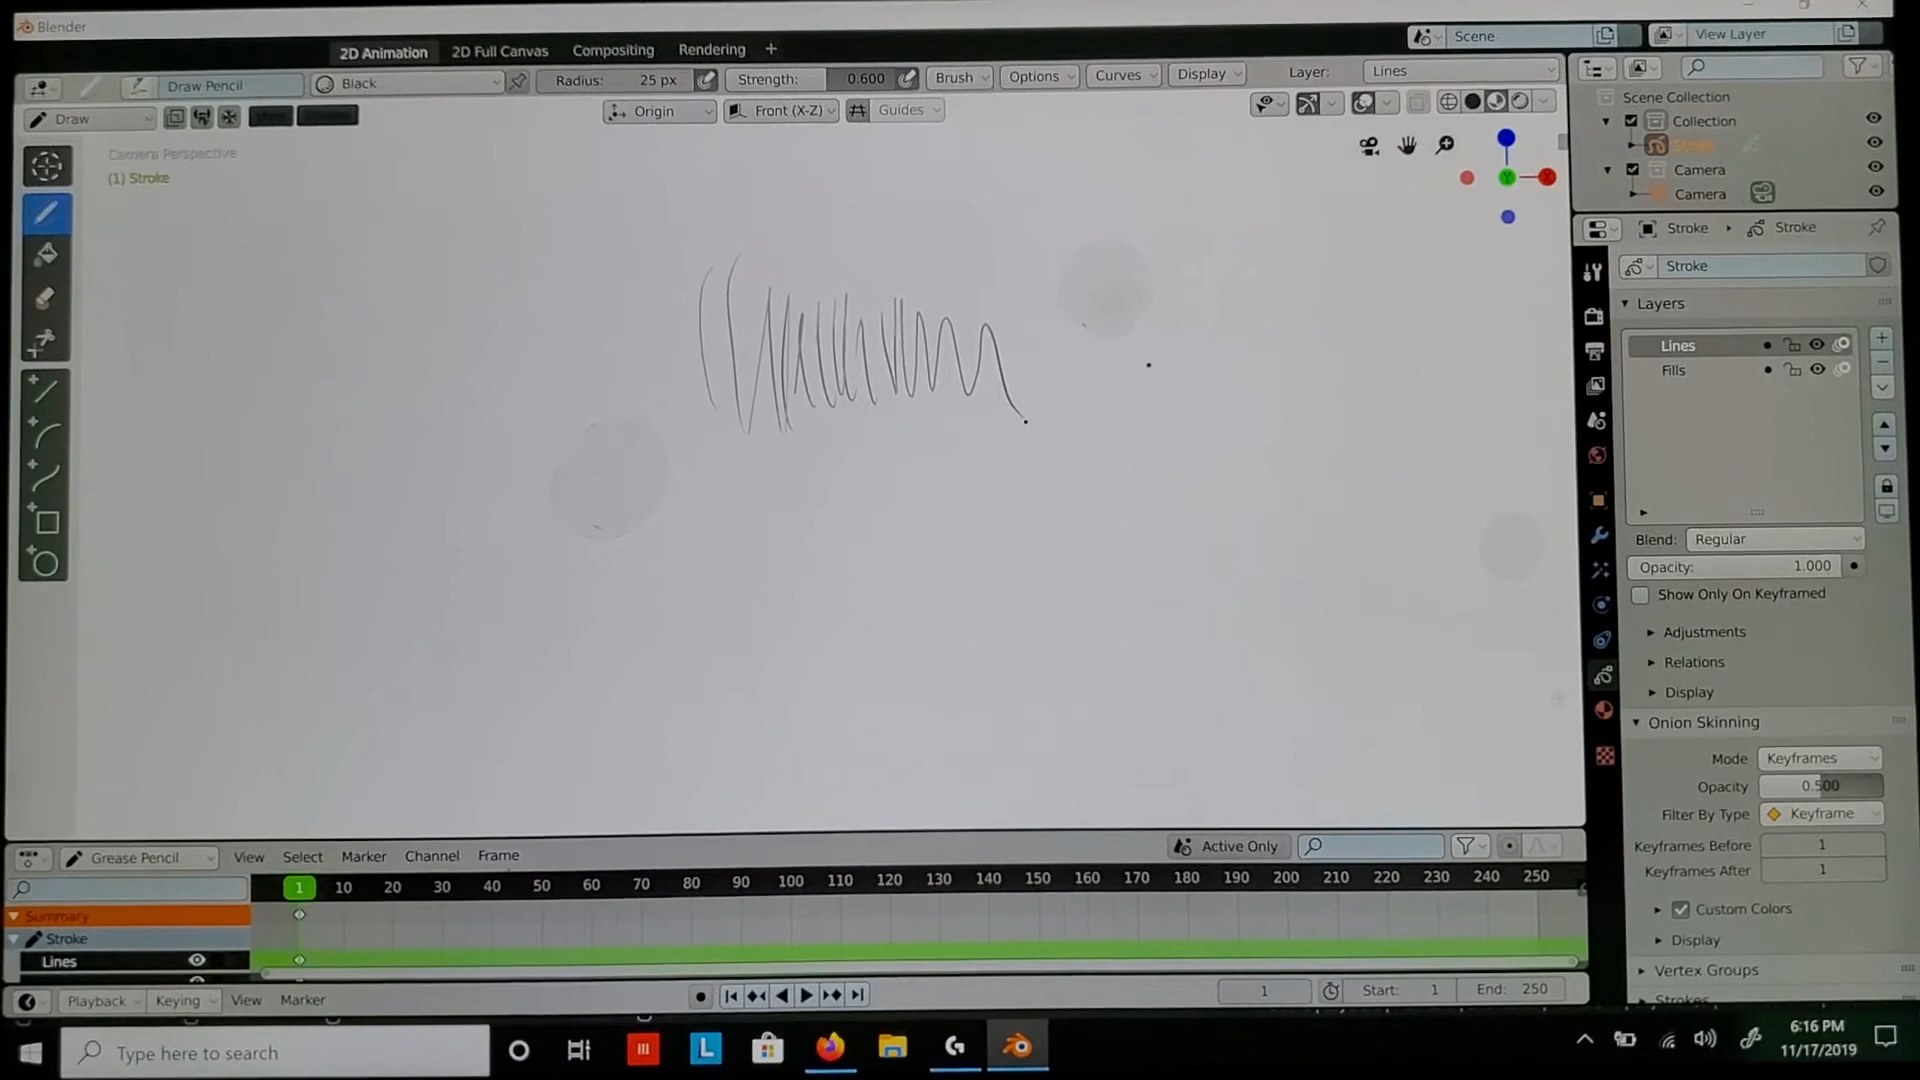 Blender
2D Animation 2D Full Canvas Compositing Rendering +
Scene
View Layer
Draw Pencil
Black
Radius: 25 px
Strength: 0.600
Brush
Options
Curves
Display
Layer: Lines
Draw
Origin
Front (X-Z)
Guides
Camera Perspective
(1) Stroke
Y
X
Scene Collection
Collection
Stroke
Camera
Camera
Stroke
Stroke
Stroke
Layers
Lines
Fills
Blend: Regular
Opacity: 1.000
Show Only On Keyframed
Adjustments
Relations
Display
Onion Skinning
Mode Keyframes
Opacity 0.500
Filter By Type Keyframe
Keyframes Before 1
Keyframes After 1
Custom Colors
Display
Vertex Groups
Strokes
Grease Pencil View Select Marker Channel Frame
Active Only
1 10 20 30 40 50 60 70 80 90 100 110 120 130 140 150 160 170 180 190 200 210 220 230 240 250
Summary
Stroke
Lines
Playback Keying View Marker
1
Start: 1
End: 250
Type here to search
L
G
6:16 PM
11/17/2019